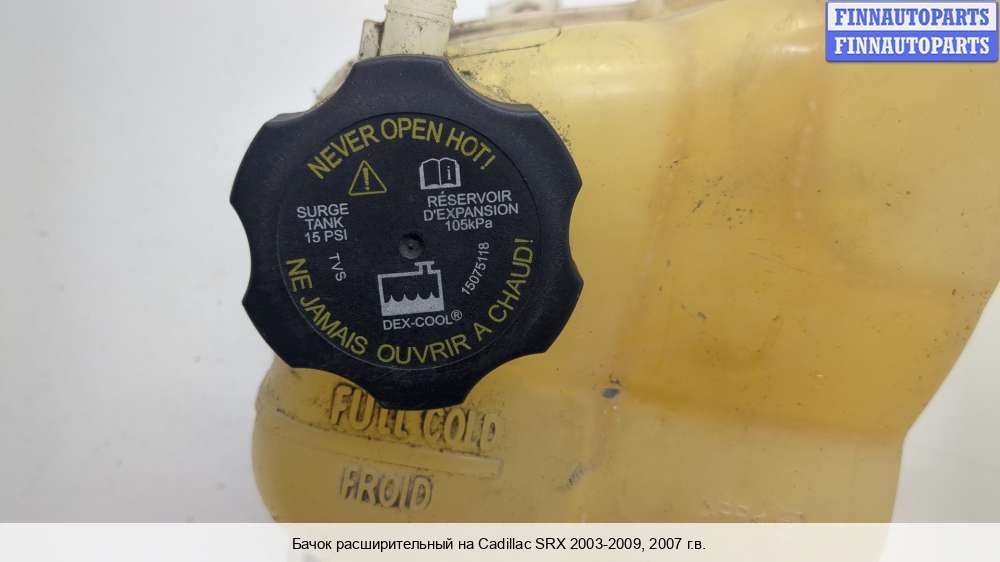 FINNAUTOPARTS
FINNAUTOPARTS
NEVER OPEN HOT!
SURGE
TANK
15 PSI
TVS
RÉSERVOIR
D'EXPANSION
105kPa
15075118
DEX-COOL®
NE JAMAIS OUVRIR À CHAUD!
FULL COLD
FROID
Бачок расширительный на Cadillac SRX 2003-2009, 2007 г.в.